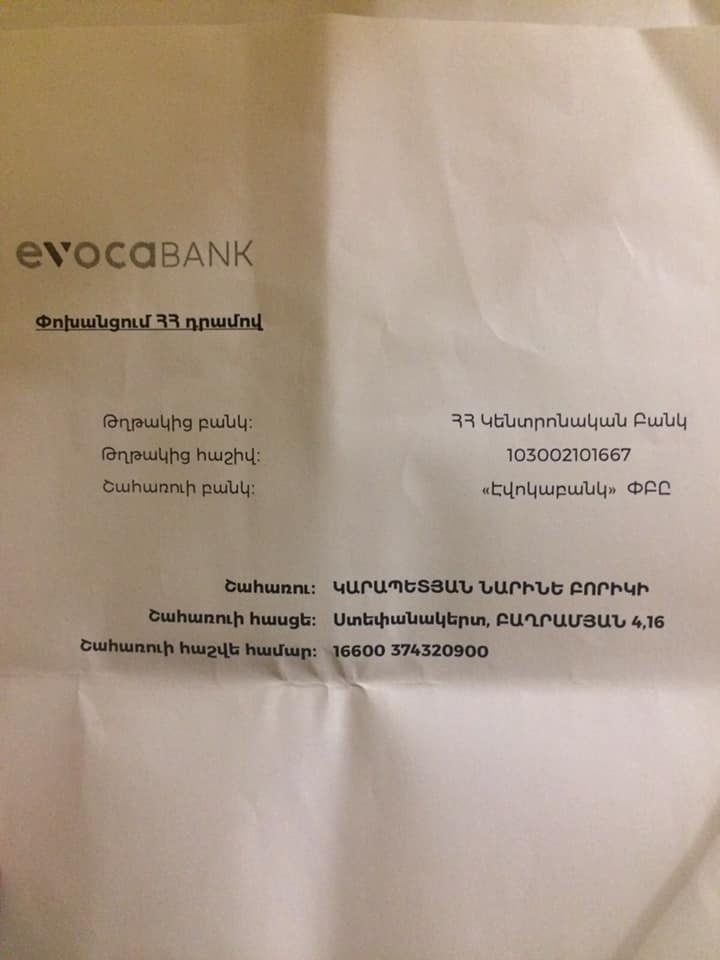 evocaBANK
Փոխանցում ՀՀ դրամով
Թղթակից բանկ: ՀՀ Կենտրոնական Բանկ
Թղթակից հաշիվ: 103002101667
Շահառուի բանկ: «Էվոկաբանկ» ՓԲԸ
Շահառու: ԿԱՐԱՊԵՏՅԱՆ ՆԱՐԻՆԵ ԲՈՐԻԿԻ
Շահառուի հասցե: Ստեփանակերտ, ԲԱՂՐԱՄՅԱՆ 4,16
Շահառուի հաշվե համար: 16600 374320900